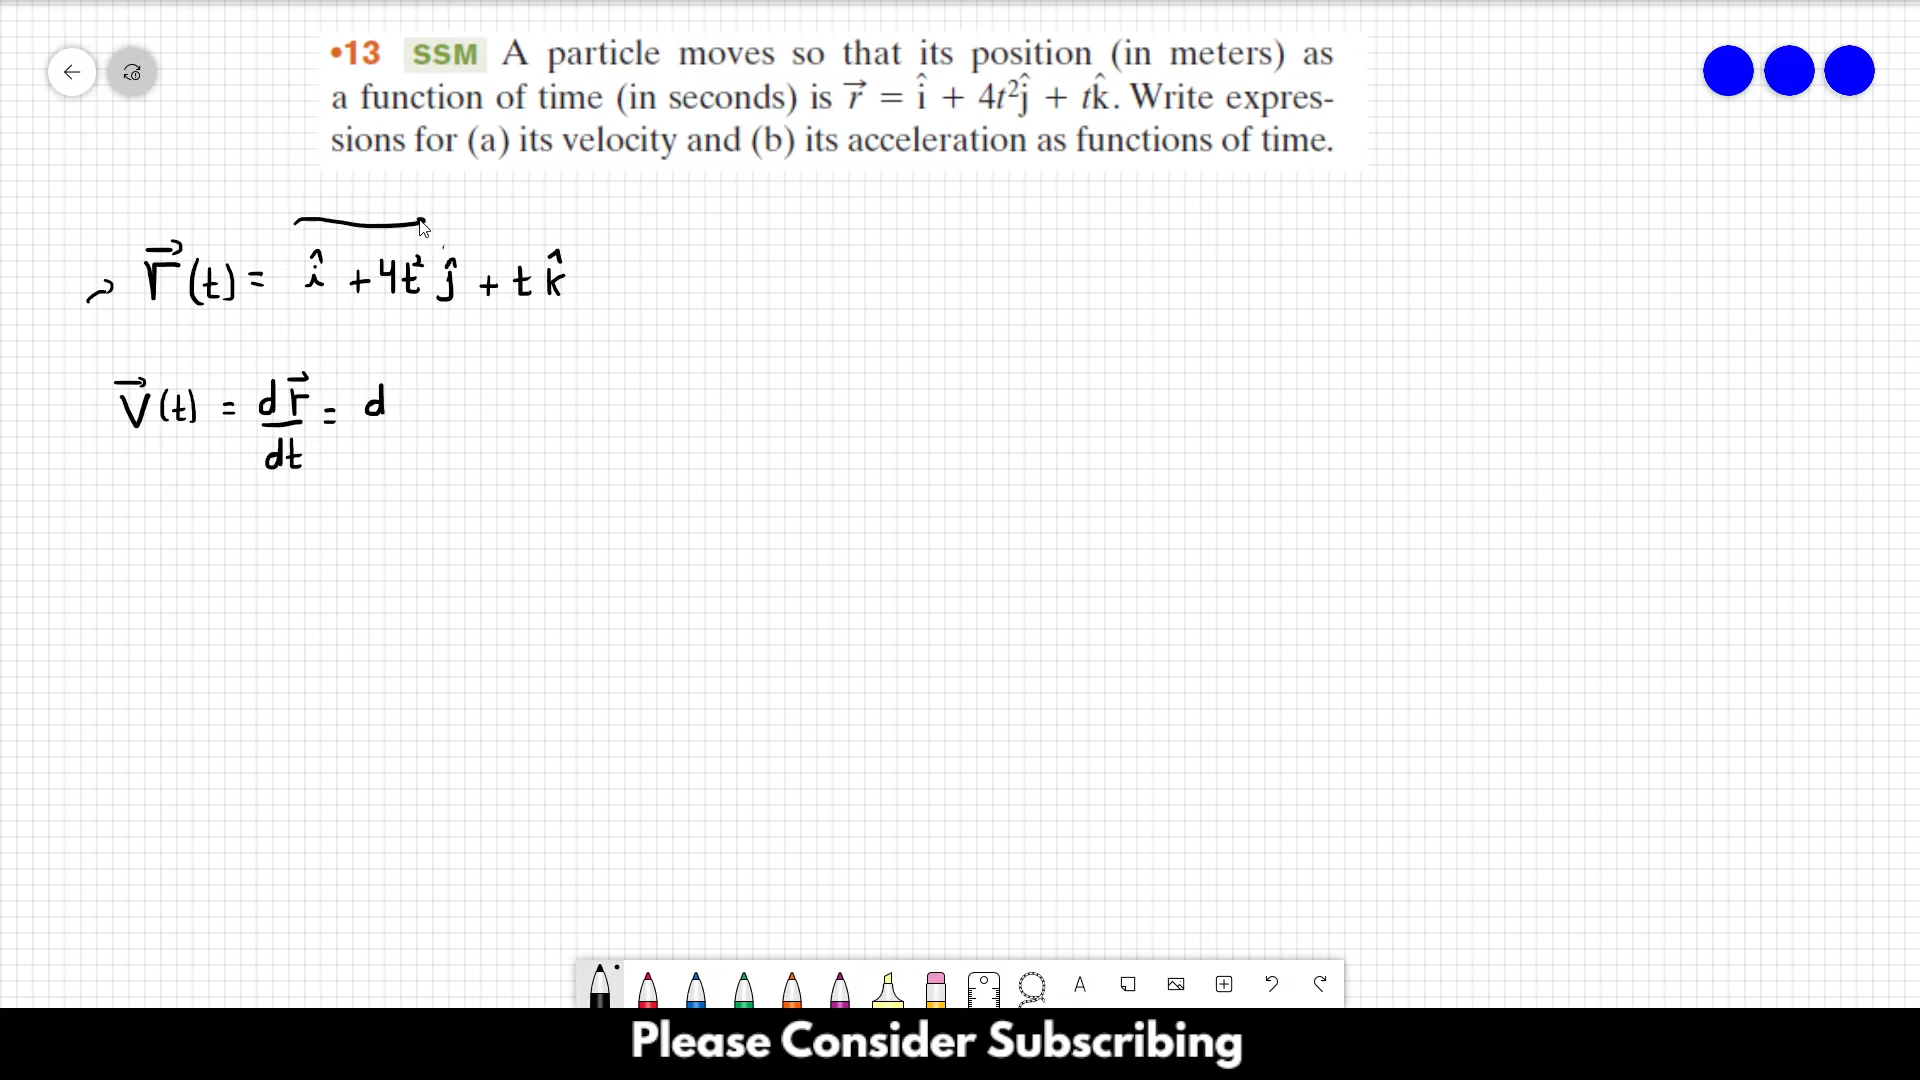 •13 SSM A particle moves so that its position (in meters) as
a function of time (in seconds) is r⃗ = î + 4t²ĵ + tk̂. Write expres-
sions for (a) its velocity and (b) its acceleration as functions of time.
r⃗(t) = î + 4t² ĵ + t k̂
v⃗(t) = dr⃗/dt = d
A
Please Consider Subscribing